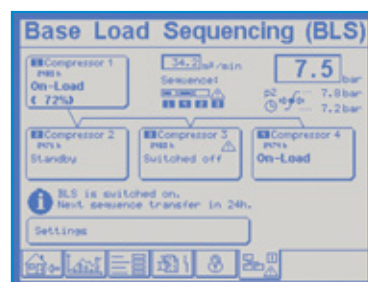 Base Load Sequencing (BLS)
Compressor 1
On-Load
( 72%)
34.2 m³/min
Sequence:
7.5 bar
p2 7.8 bar
7.2 bar
Compressor 2
Standby
Compressor 3
Switched off
Compressor 4
On-Load
BLS is switched on.
Next sequence transfer in 24h.
Settings